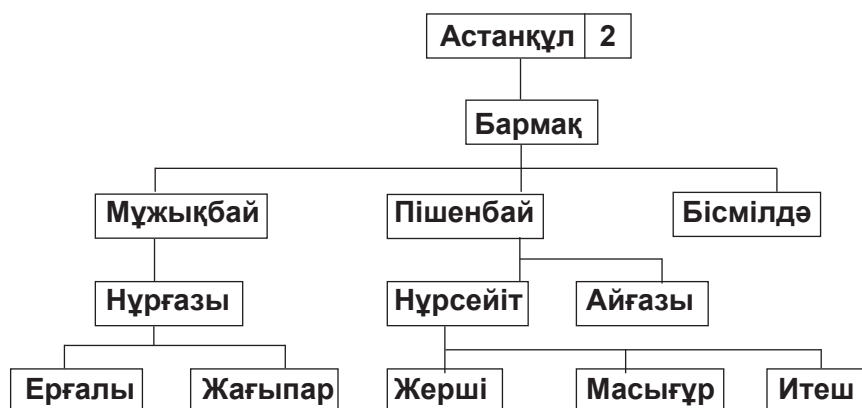 Астанқұл 2
Бармақ
Мұжықбай Пішенбай Бісмілдә
Нұрғазы Нұрсейіт Айғазы
Ерғалы Жағыпар Жерші Масығұр Итеш